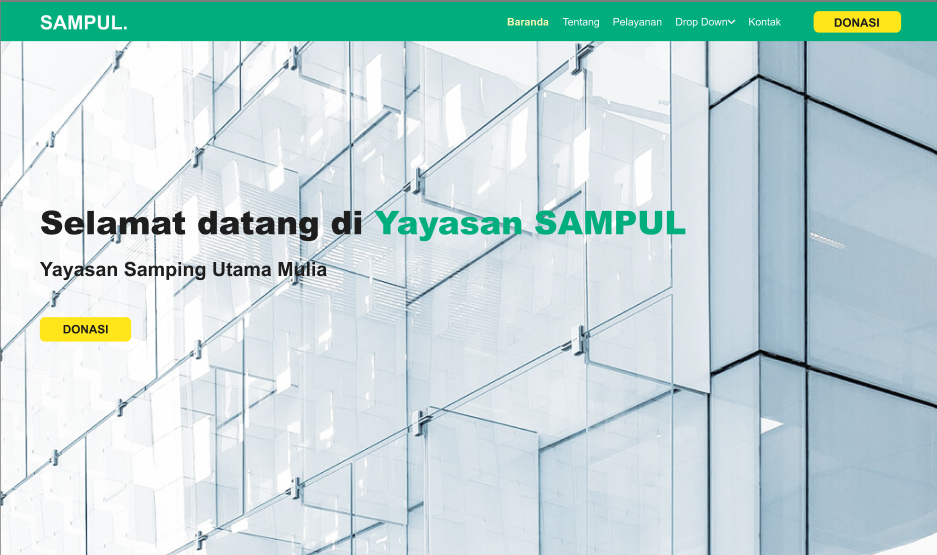 SAMPUL.
Baranda Tentang Pelayanan Drop Down Kontak DONASI
Selamat datang di Yayasan SAMPUL
Yayasan Samping Utama Mulia
DONASI